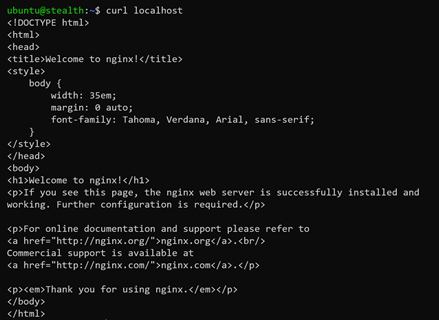 ubuntu@stealth:~$ curl localhost
<!DOCTYPE html>
<html>
<head>
<title>Welcome to nginx!</title>
<style>
    body {
        width: 35em;
        margin: 0 auto;
        font-family: Tahoma, Verdana, Arial, sans-serif;
    }
</style>
</head>
<body>
<h1>Welcome to nginx!</h1>
<p>If you see this page, the nginx web server is successfully installed and
working. Further configuration is required.</p>

<p>For online documentation and support please refer to
<a href="http://nginx.org/">nginx.org</a>.<br/>
Commercial support is available at
<a href="http://nginx.com/">nginx.com</a>.</p>

<p><em>Thank you for using nginx.</em></p>
</body>
</html>